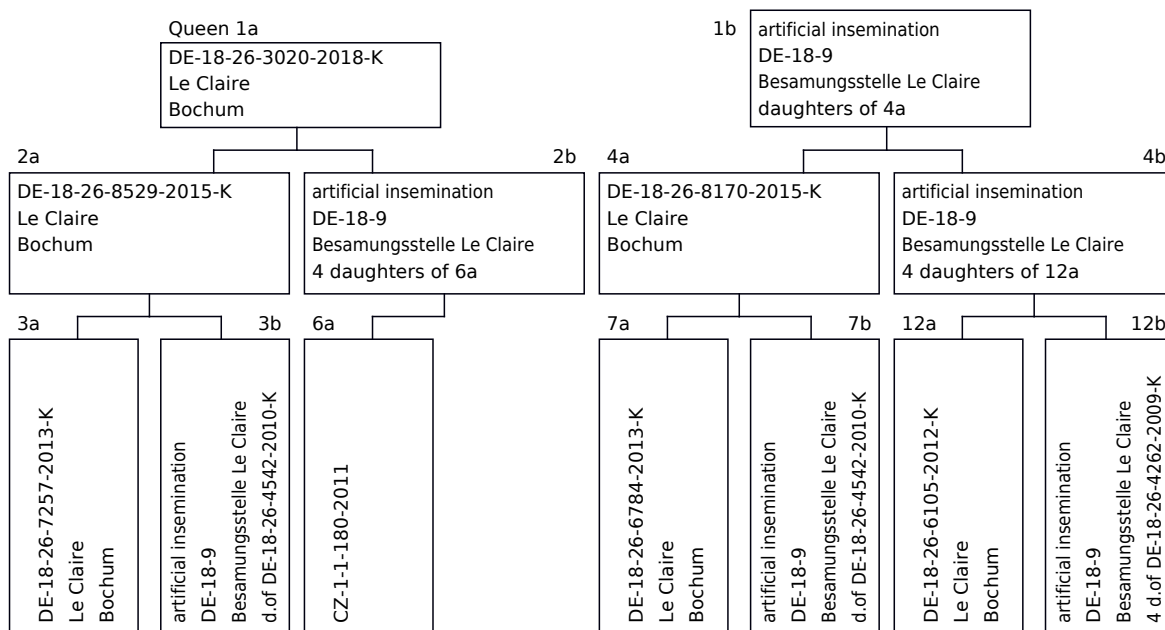 Queen 1a
DE-18-26-3020-2018-K
Le Claire
Bochum
1b
artificial insemination
DE-18-9
Besamungsstelle Le Claire
daughters of 4a
2a
DE-18-26-8529-2015-K
Le Claire
Bochum
2b
artificial insemination
DE-18-9
Besamungsstelle Le Claire
4 daughters of 6a
4a
DE-18-26-8170-2015-K
Le Claire
Bochum
4b
artificial insemination
DE-18-9
Besamungsstelle Le Claire
4 daughters of 12a
3a
DE-18-26-7257-2013-K
Le Claire
Bochum
3b
artificial insemination
DE-18-9
Besamungsstelle Le Claire
d.of DE-18-26-4542-2010-K
6a
CZ-1-1-180-2011
7a
DE-18-26-6784-2013-K
Le Claire
Bochum
7b
artificial insemination
DE-18-9
Besamungsstelle Le Claire
d.of DE-18-26-4542-2010-K
12a
DE-18-26-6105-2012-K
Le Claire
Bochum
12b
artificial insemination
DE-18-9
Besamungsstelle Le Claire
4 d.of DE-18-26-4262-2009-K